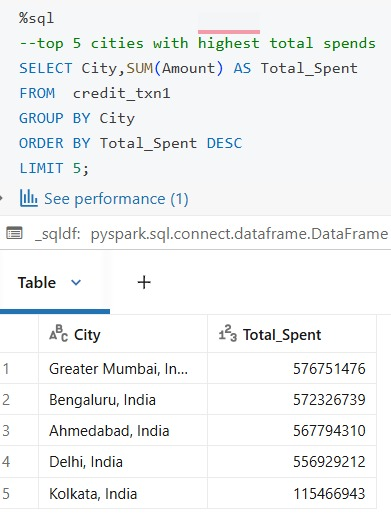 %sql
--top 5 cities with highest total spends
SELECT City,SUM(Amount) AS Total_Spent
FROM  credit_txn1
GROUP BY City
ORDER BY Total_Spent DESC
LIMIT 5;
See performance (1)
_sqldf: pyspark.sql.connect.dataframe.DataFrame
Table +
ABC City 123 Total_Spent
1 Greater Mumbai, In... 576751476
2 Bengaluru, India 572326739
3 Ahmedabad, India 567794310
4 Delhi, India 556929212
5 Kolkata, India 115466943